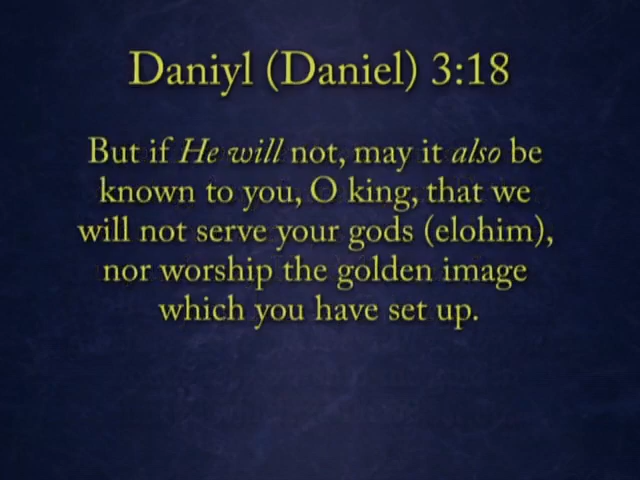 Daniyl (Daniel) 3:18
But if He will not, may it also be
known to you, O king, that we
will not serve your gods (elohim),
nor worship the golden image
which you have set up.